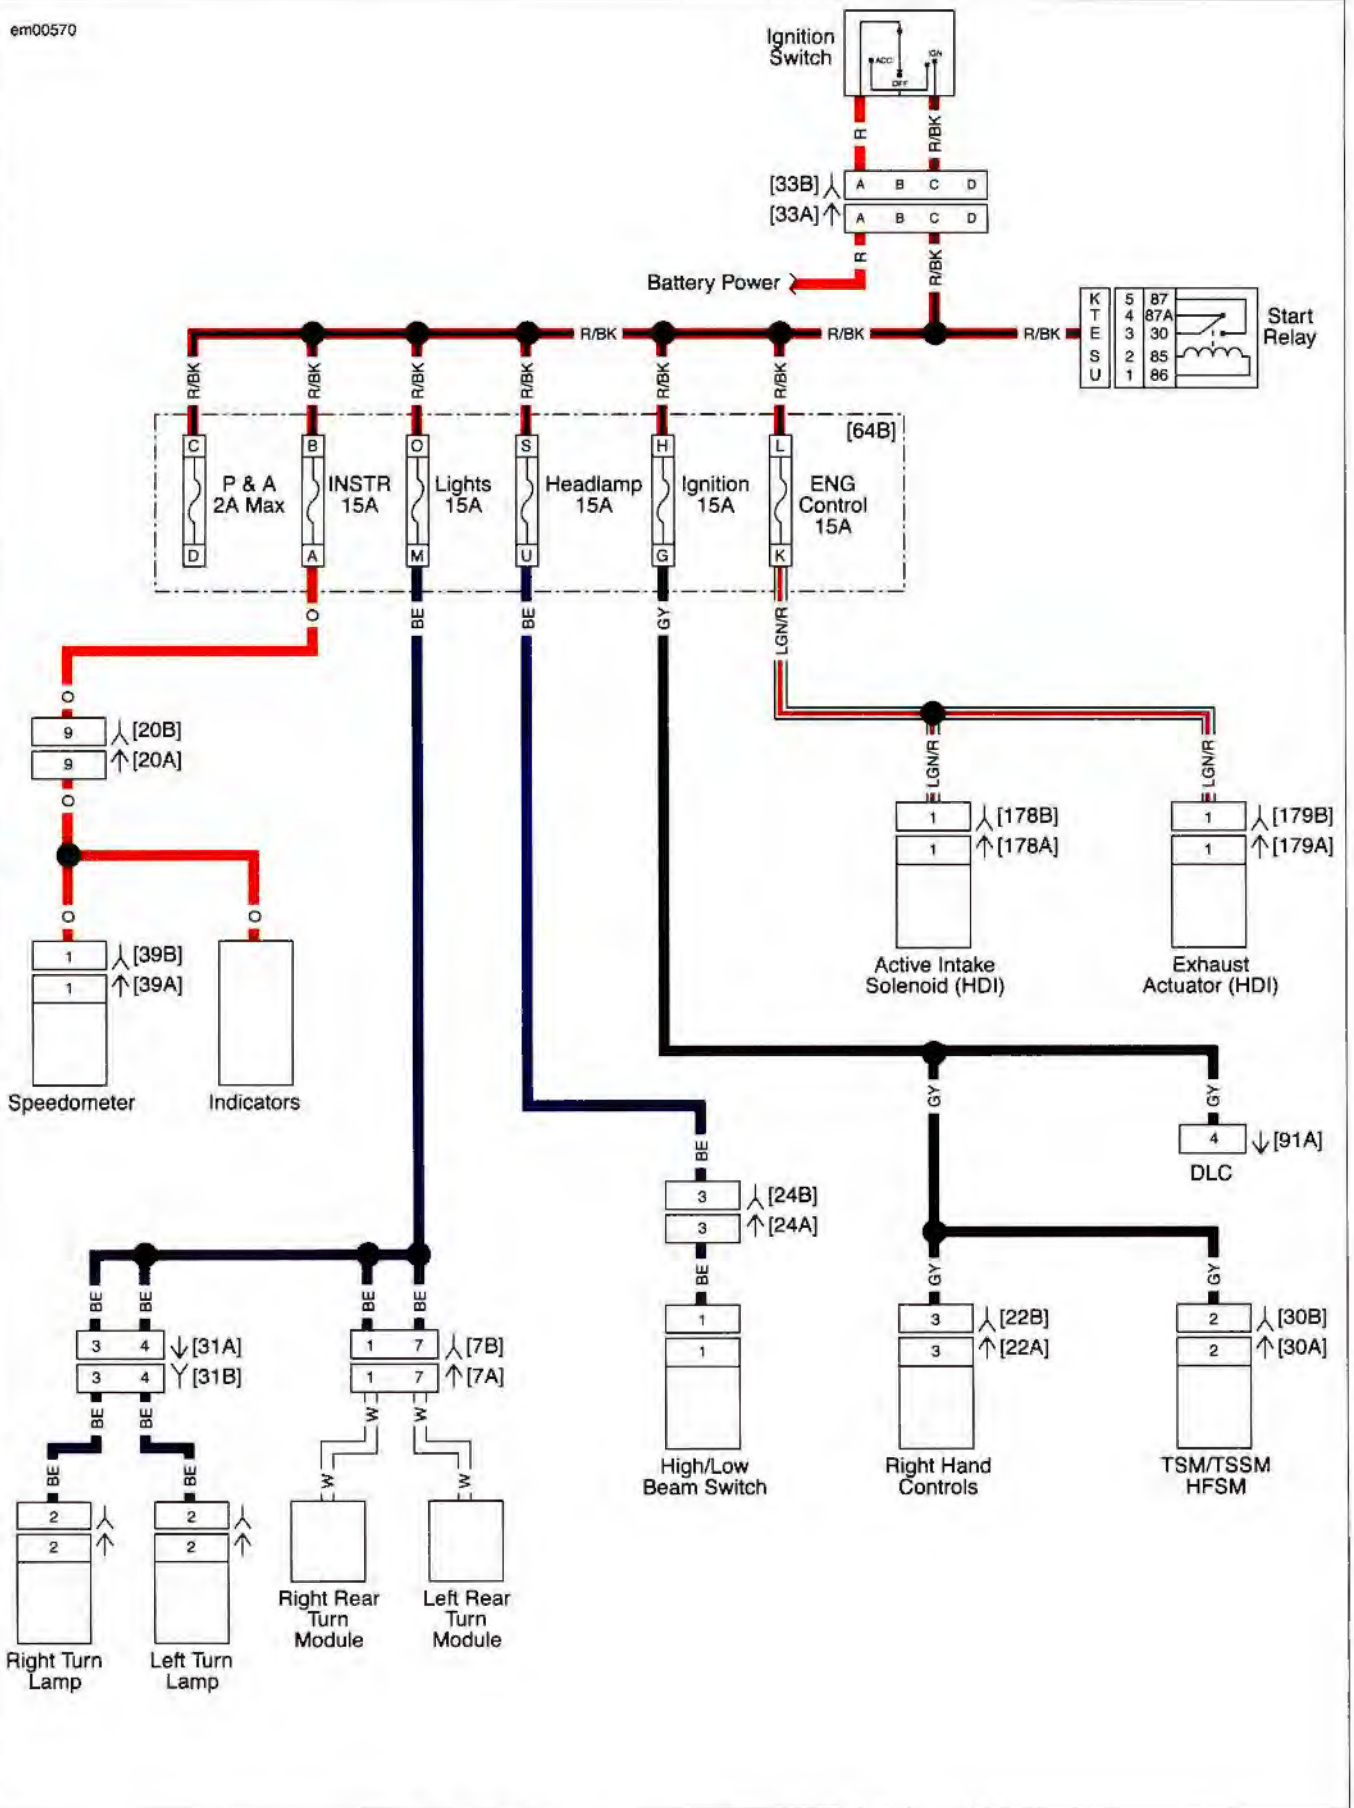 em00570
Ignition
Switch
ACC
OFF
IGN
R
R/BK
[33B]
A B C D
[33A]
A B C D
R
R/BK
Battery Power
R/BK
R/BK
R/BK
K 5 87
T 4 87A
E 3 30
S 2 85
U 1 86
Start
Relay
R/BK
R/BK
R/BK
R/BK
R/BK
R/BK
[64B]
C
B
O
S
H
L
P & A
2A Max
INSTR
15A
Lights
15A
Headlamp
15A
Ignition
15A
ENG
Control
15A
D
A
M
U
G
K
O
BE
BE
GY
LGN/R
O
9
[20B]
9
[20A]
O
LGN/R
LGN/R
1
[178B]
1
[178A]
1
[179B]
1
[179A]
O
O
1
[39B]
1
[39A]
Active Intake
Solenoid (HDI)
Exhaust
Actuator (HDI)
Speedometer
Indicators
GY
GY
4
[91A]
DLC
BE
3
[24B]
3
[24A]
BE
GY
GY
BE
BE
BE
BE
3 4
[31A]
3 4
[31B]
1 7
[7B]
1 7
[7A]
1
1
3
[22B]
3
[22A]
2
[30B]
2
[30A]
BE
BE
W
W
BE
BE
W
W
High/Low
Beam Switch
Right Hand
Controls
TSM/TSSM
HFSM
2
2
2
2
Right Rear
Turn
Module
Left Rear
Turn
Module
Right Turn
Lamp
Left Turn
Lamp